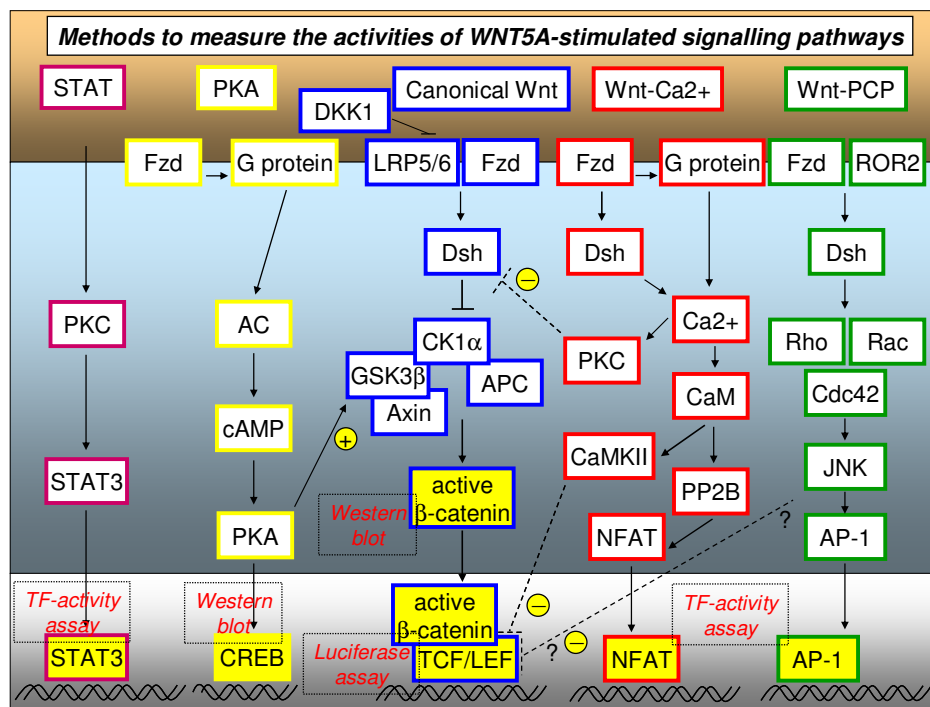 Methods to measure the activities of WNT5A-stimulated signalling pathways
STAT
PKA
DKK1
Canonical Wnt
Wnt-Ca2+
Wnt-PCP
Fzd
G protein
LRP5/6
Fzd
Fzd
G protein
Fzd
ROR2
Dsh
Dsh
Dsh
−
PKC
AC
CK1α
GSK3β
APC
Axin
PKC
Ca2+
Rho
Rac
Cdc42
CaM
cAMP
+
STAT3
CaMKII
JNK
active
β-catenin
Western
blot
PP2B
?
PKA
NFAT
AP-1
TF-activity
assay
Western
blot
active
β-catenin
−
TF-activity
assay
STAT3
CREB
Luciferase
assay
TCF/LEF
?
−
NFAT
AP-1